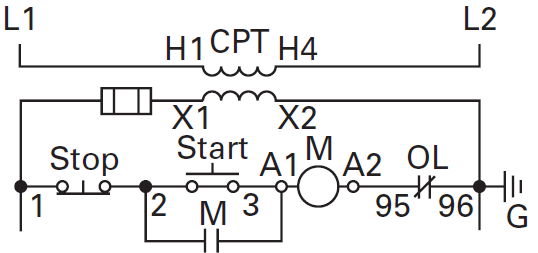 L1 L2
H1 CPT H4
X1 X2
Stop Start A1 M A2 OL
1 2 M 3 95 96 G